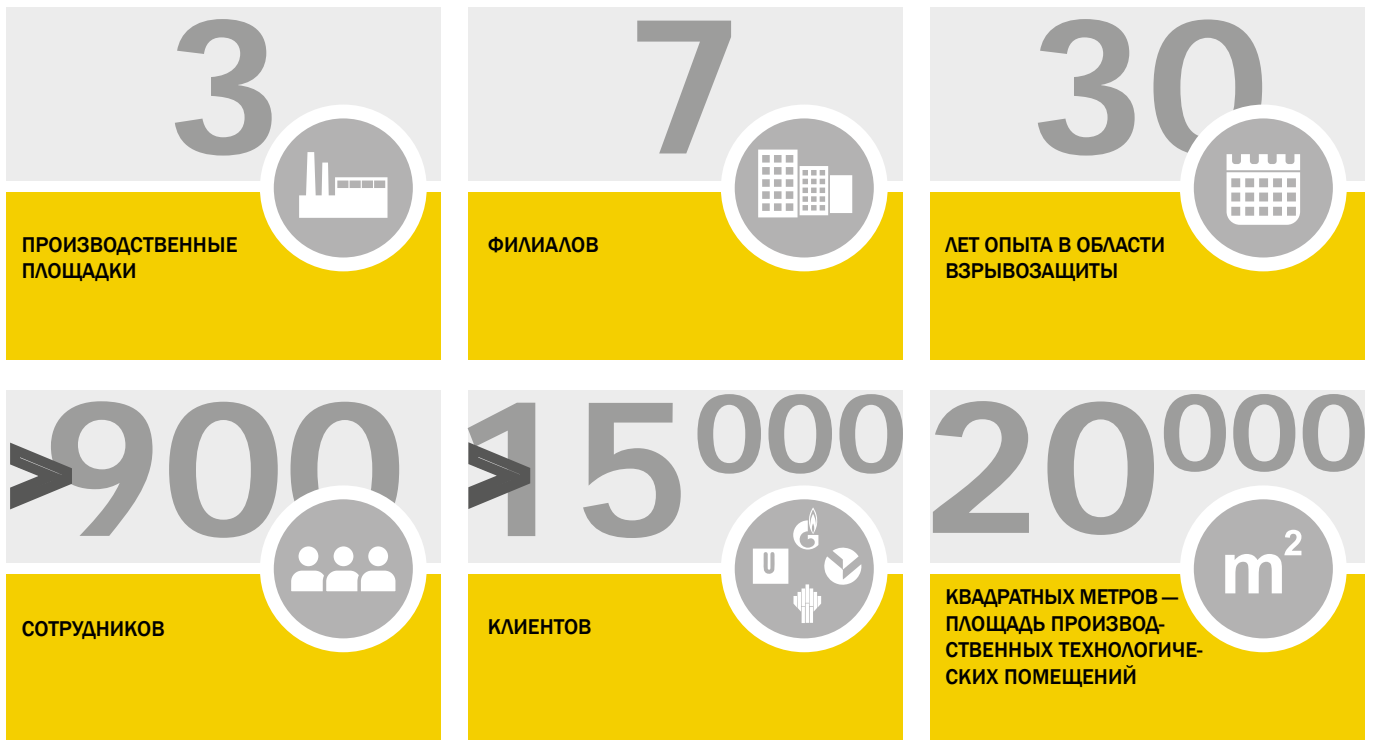 3
ПРОИЗВОДСТВЕННЫЕ
ПЛОЩАДКИ
7
ФИЛИАЛОВ
30
ЛЕТ ОПЫТА В ОБЛАСТИ
ВЗРЫВОЗАЩИТЫ
>900
СОТРУДНИКОВ
>15000
U
G
КЛИЕНТОВ
20000
m²
КВАДРАТНЫХ МЕТРОВ —
ПЛОЩАДЬ ПРОИЗВОД-
СТВЕННЫХ ТЕХНОЛОГИЧЕ-
СКИХ ПОМЕЩЕНИЙ